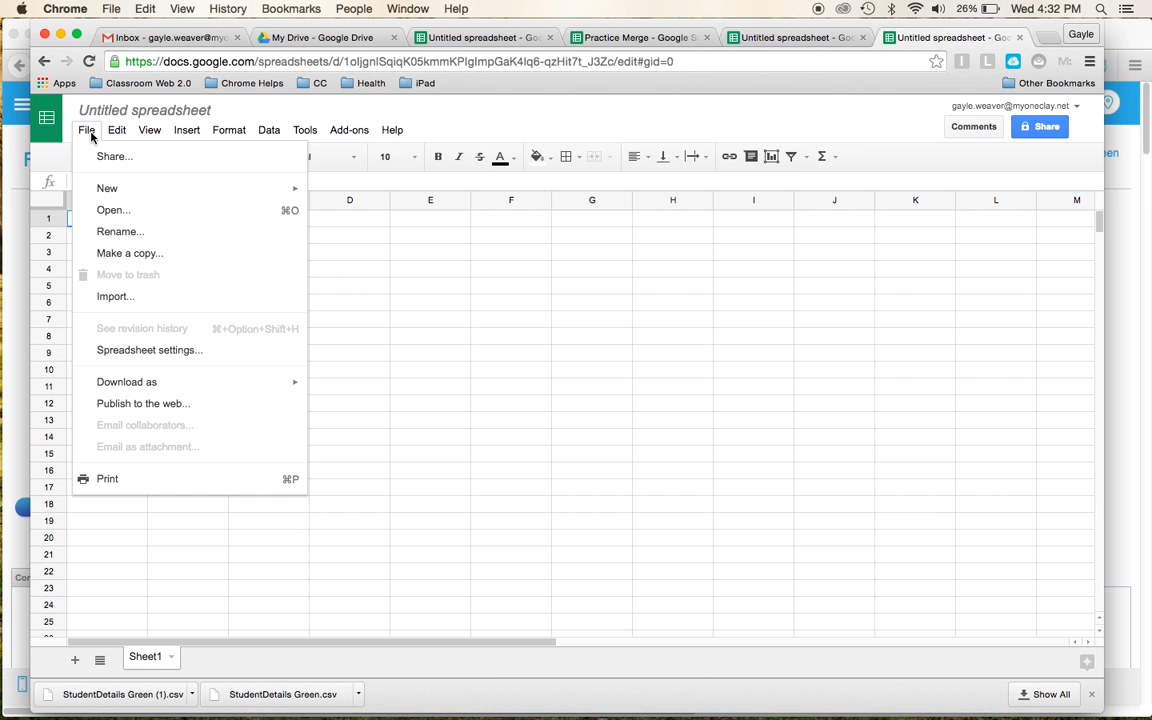 Chrome File Edit View History Bookmarks People Window Help 26% Wed 4:32 PM
Inbox - gayle.weaver@my My Drive - Google Drive Untitled spreadsheet - Goo Practice Merge - Google S Untitled spreadsheet - Goo Untitled spreadsheet - Goo Gayle
https://docs.google.com/spreadsheets/d/1oIjgnISqiqK05kmmKPIgImpGaK4Iq6-qzHit7t_J3Zc/edit#gid=0
Apps Classroom Web 2.0 Chrome Helps CC Health iPad Other Bookmarks
Untitled spreadsheet gayle.weaver@myoneclay.net
File Edit View Insert Format Data Tools Add-ons Help Comments Share
Share...
10 B I S A Σ
fx
New
Open... ⌘O
Rename...
Make a copy...
Move to trash
Import...
See revision history ⌘+Option+Shift+H
Spreadsheet settings...
Download as
Publish to the web...
Email collaborators...
Email as attachment...
Print ⌘P
D E F G H I J K L M
1
2
3
4
5
6
7
8
9
10
11
12
13
14
15
16
17
18
19
20
21
22
23
24
25
Sheet1
StudentDetails Green (1).csv StudentDetails Green.csv Show All